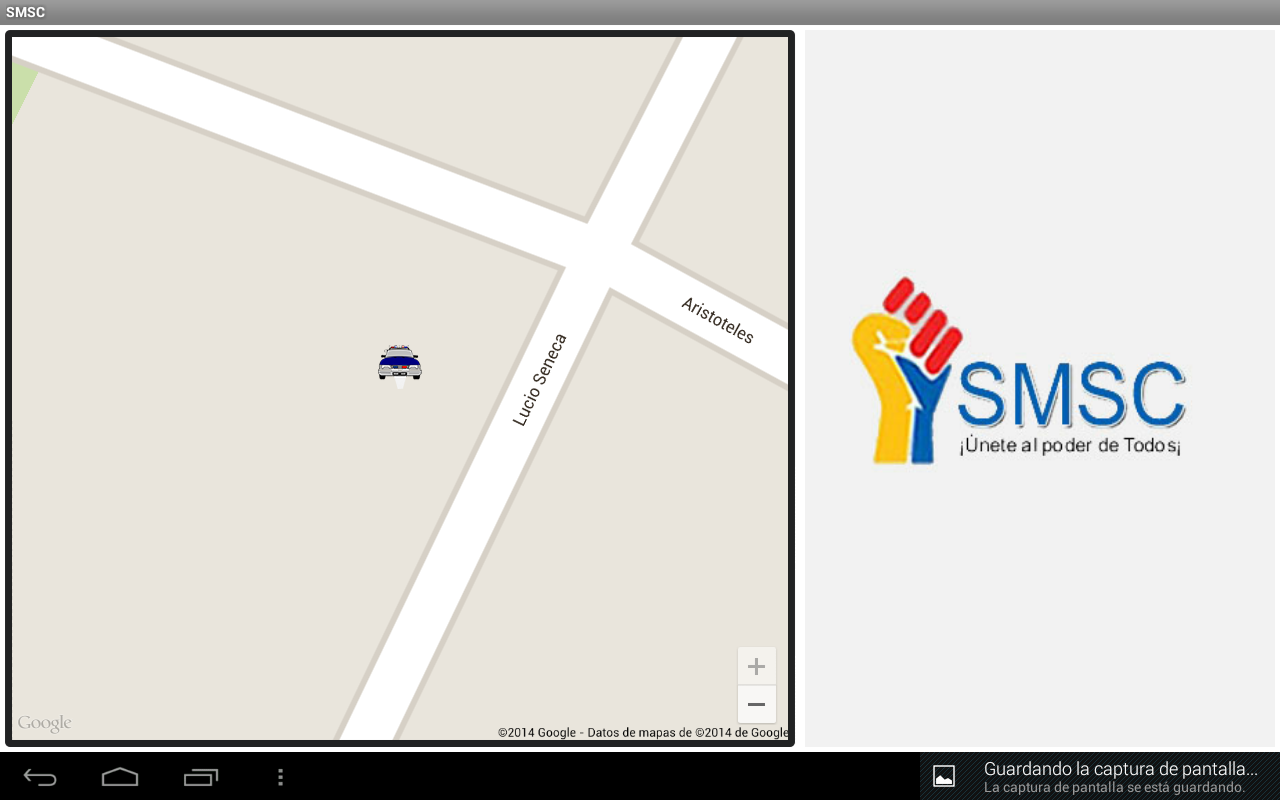 SMSC
Aristoteles
Lucio Seneca
Google
©2014 Google - Datos de mapas de ©2014 de Google
SMSC
¡Únete al poder de Todos¡
Guardando la captura de pantalla...
La captura de pantalla se está guardando.